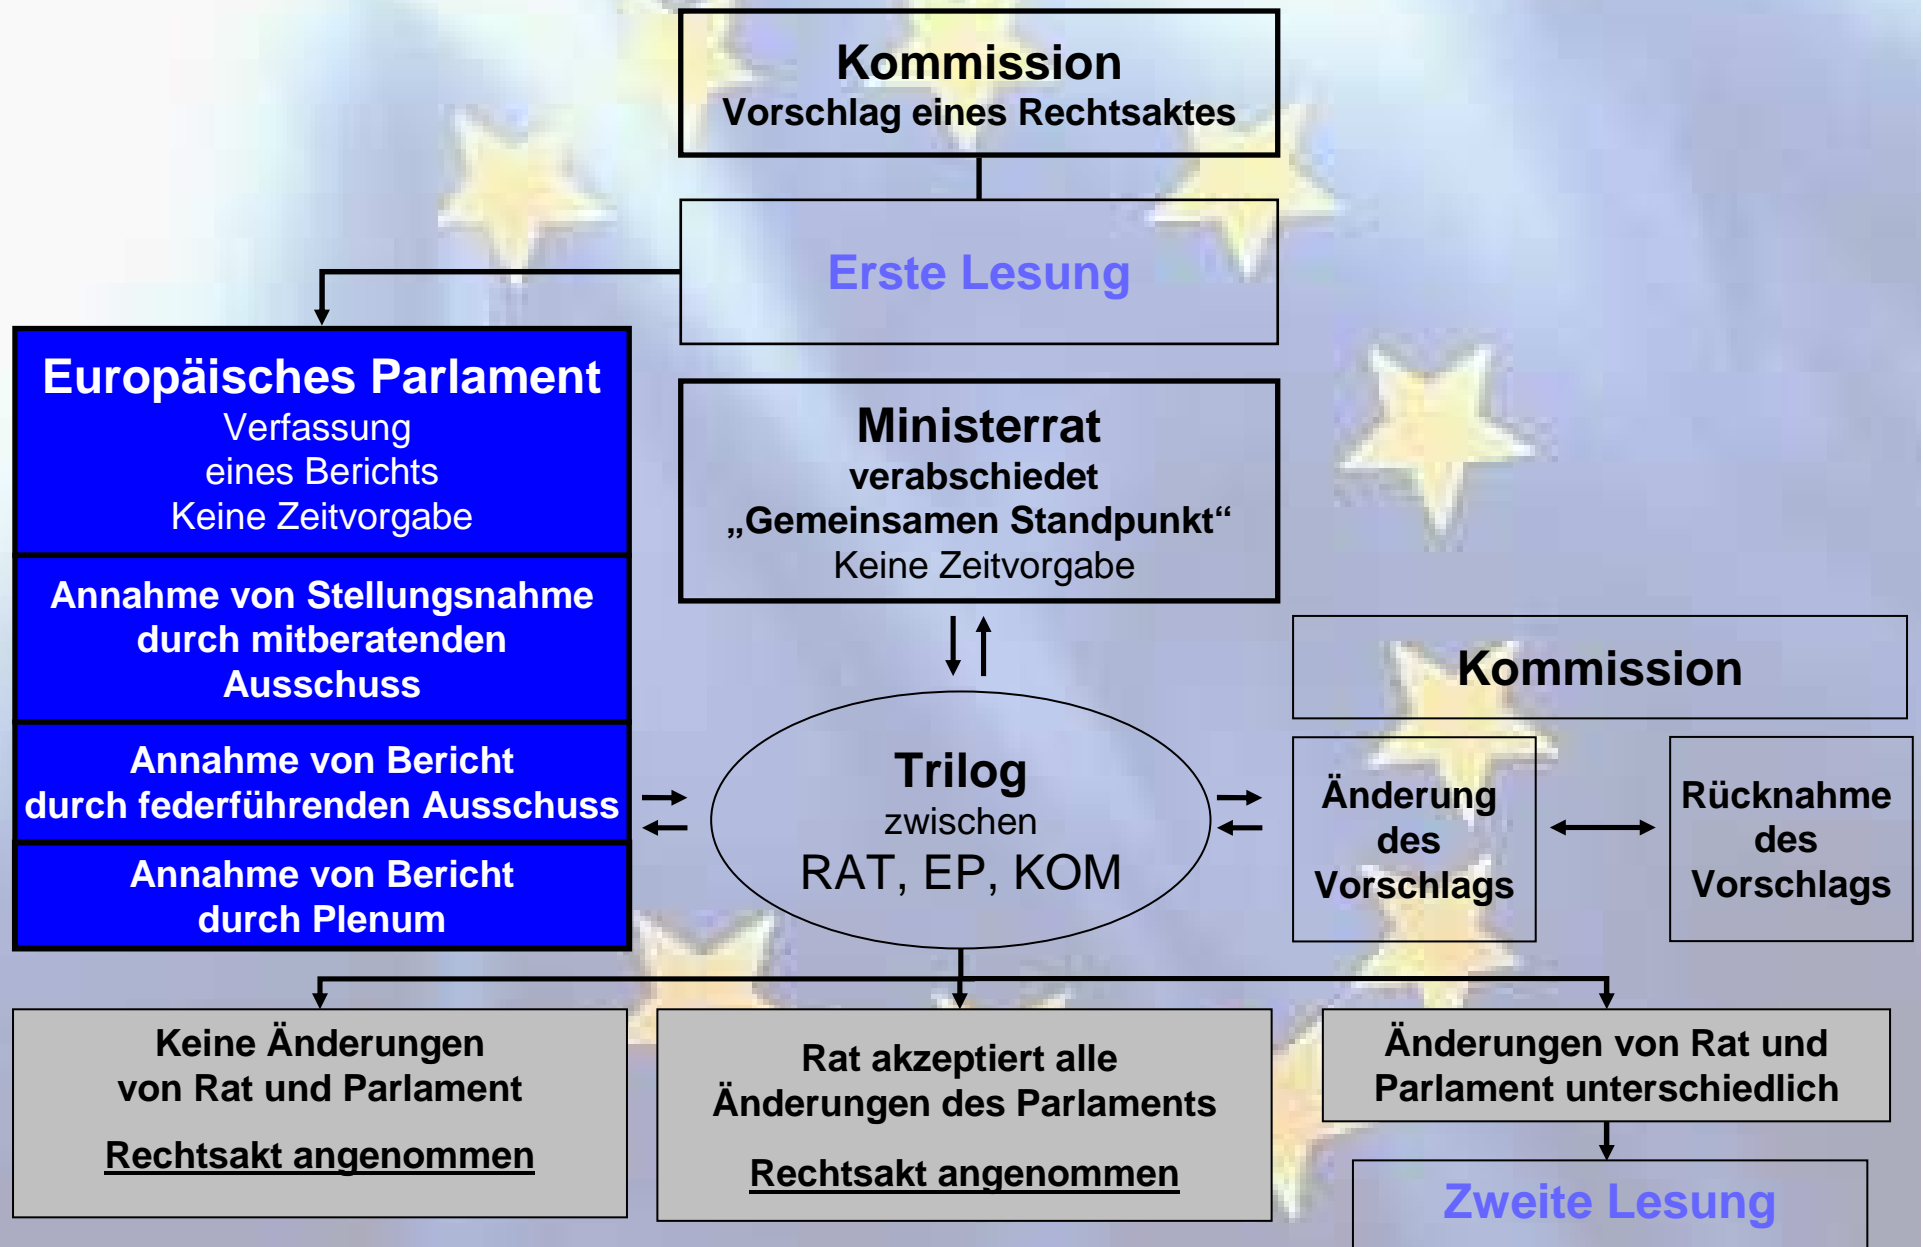 Kommission
Vorschlag eines Rechtsaktes
Erste Lesung
Europäisches Parlament
Verfassung
eines Berichts
Keine Zeitvorgabe
Annahme von Stellungsnahme
durch mitberatenden
Ausschuss
Annahme von Bericht
durch federführenden Ausschuss
Annahme von Bericht
durch Plenum
Ministerrat
verabschiedet
„Gemeinsamen Standpunkt“
Keine Zeitvorgabe
Trilog
zwischen
RAT, EP, KOM
Kommission
Änderung
des
Vorschlags
Rücknahme
des
Vorschlags
Keine Änderungen
von Rat und Parlament
Rechtsakt angenommen
Rat akzeptiert alle
Änderungen des Parlaments
Rechtsakt angenommen
Änderungen von Rat und
Parlament unterschiedlich
Zweite Lesung